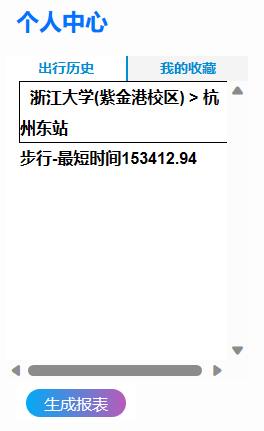 个人中心
出行历史 我的收藏
浙江大学(紫金港校区) > 杭
州东站
步行-最短时间153412.94
生成报表